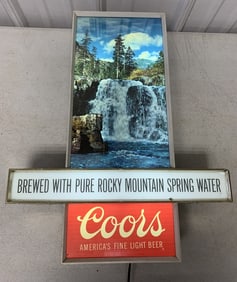 BREWED WITH PURE ROCKY MOUNTAIN SPRING WATER
Coors
AMERICA'S FINE LIGHT BEER